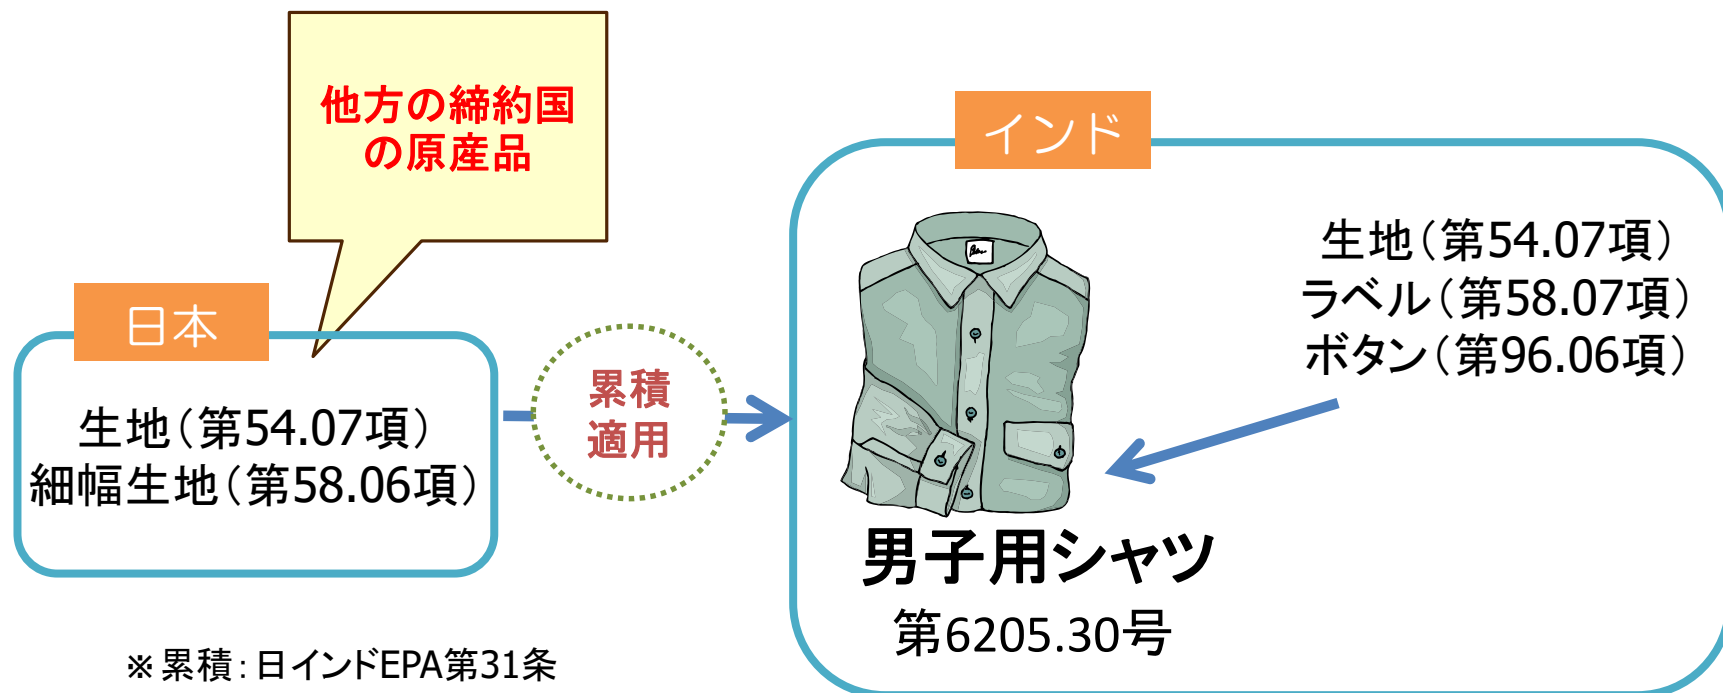 他方の締約国
の原産品
日本
生地（第54.07項）
細幅生地（第58.06項）
累積
適用
インド
生地（第54.07項）
ラベル（第58.07項）
ボタン（第96.06項）
男子用シャツ
第6205.30号
※累積：日インドEPA第31条